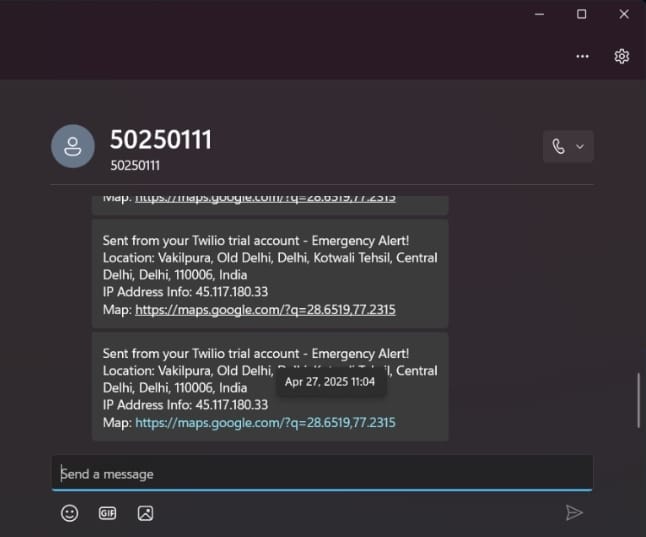 50250111
50250111
Map: https://maps.google.com/?q=28.6519,77.2315
Sent from your Twilio trial account - Emergency Alert!
Location: Vakilpura, Old Delhi, Delhi, Kotwali Tehsil, Central
Delhi, Delhi, 110006, India
IP Address Info: 45.117.180.33
Map: https://maps.google.com/?q=28.6519,77.2315
Sent from your Twilio trial account - Emergency Alert!
Location: Vakilpura, Old Delhi, Delhi, Kotwali Tehsil, Central
Apr 27, 2025 11:04
Delhi, Delhi, 110006, India
IP Address Info: 45.117.180.33
Map: https://maps.google.com/?q=28.6519,77.2315
Send a message
GIF